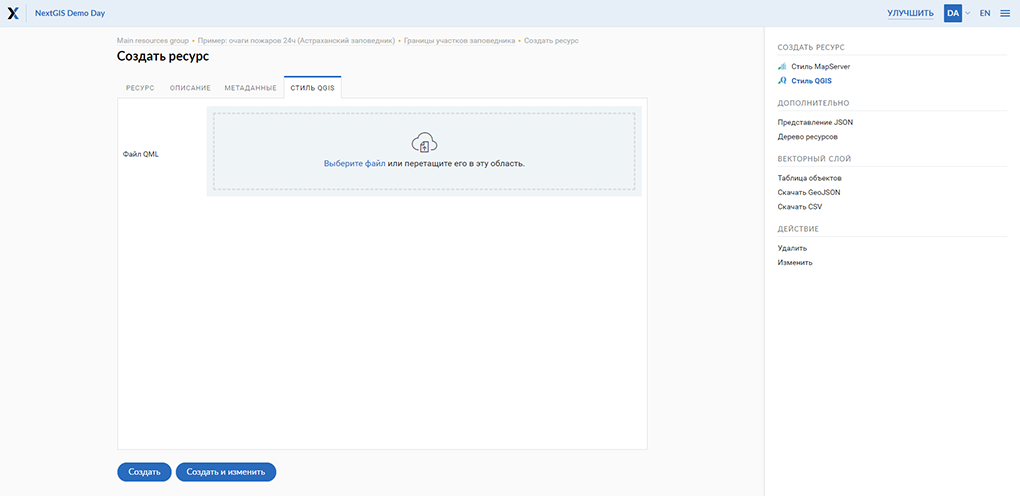 NextGIS Demo Day
УЛУЧШИТЬ
DA
EN
Main resources group • Пример: очаги пожаров 24ч (Астраханский заповедник) • Границы участков заповедника • Создать ресурс
Создать ресурс
РЕСУРС ОПИСАНИЕ МЕТАДАННЫЕ СТИЛЬ QGIS
Файл QML
Выберите файл или перетащите его в эту область.
Создать
Создать и изменить
СОЗДАТЬ РЕСУРС
Стиль MapServer
Стиль QGIS
ДОПОЛНИТЕЛЬНО
Представление JSON
Дерево ресурсов
ВЕКТОРНЫЙ СЛОЙ
Таблица объектов
Скачать GeoJSON
Скачать CSV
ДЕЙСТВИЕ
Удалить
Изменить